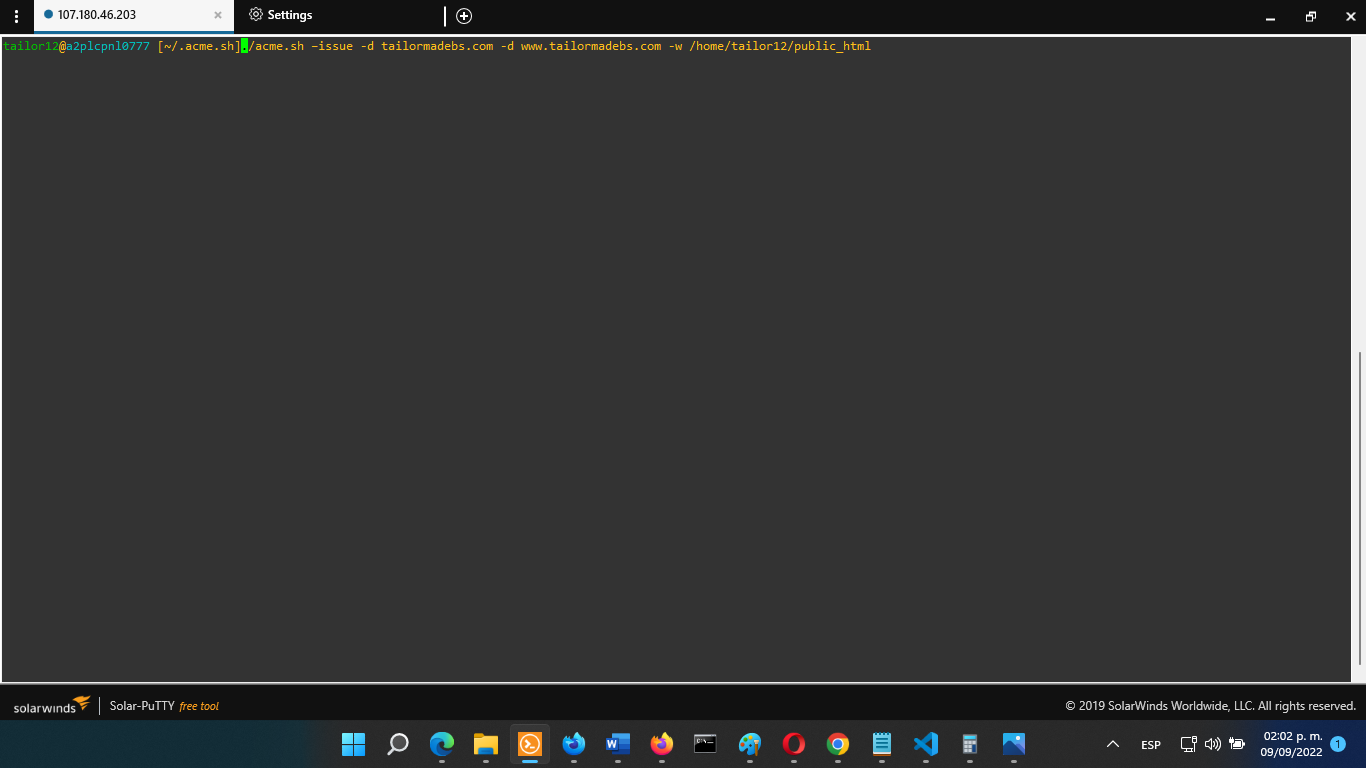 107.180.46.203
Settings
tailor12@a2plcpnl0777 [~/.acme.sh]./acme.sh –issue -d tailormadebs.com -d www.tailormadebs.com -w /home/tailor12/public_html
solarwinds Solar-PuTTY free tool
© 2019 SolarWinds Worldwide, LLC. All rights reserved.
ESP
02:02 p. m.
09/09/2022
1